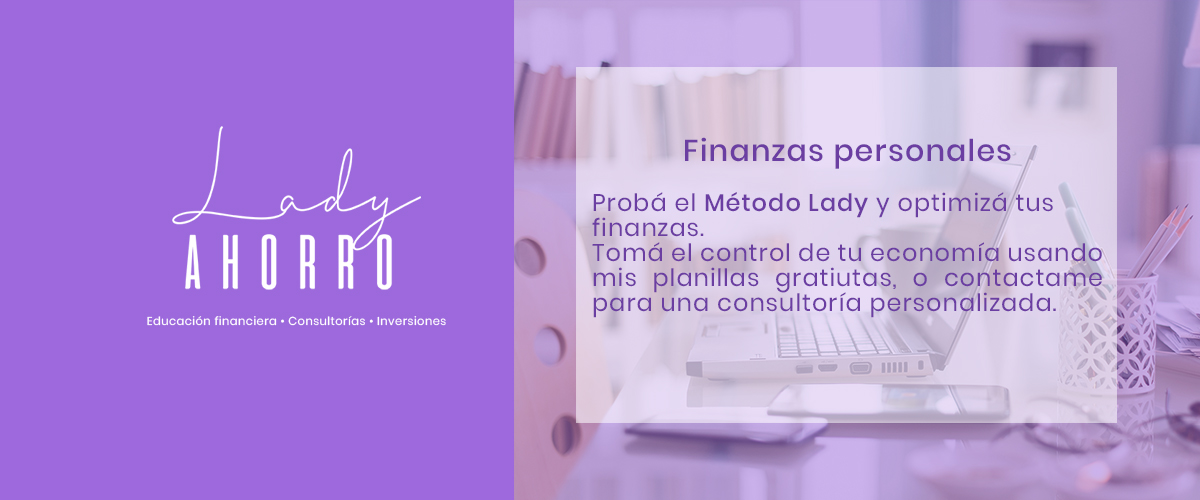 Lady
AHORRO
Educación financiera • Consultorías • Inversiones
Finanzas personales
Probá el Método Lady y optimizá tus
finanzas.
Tomá el control de tu economía usando
mis planillas gratiutas, o contactame
para una consultoría personalizada.